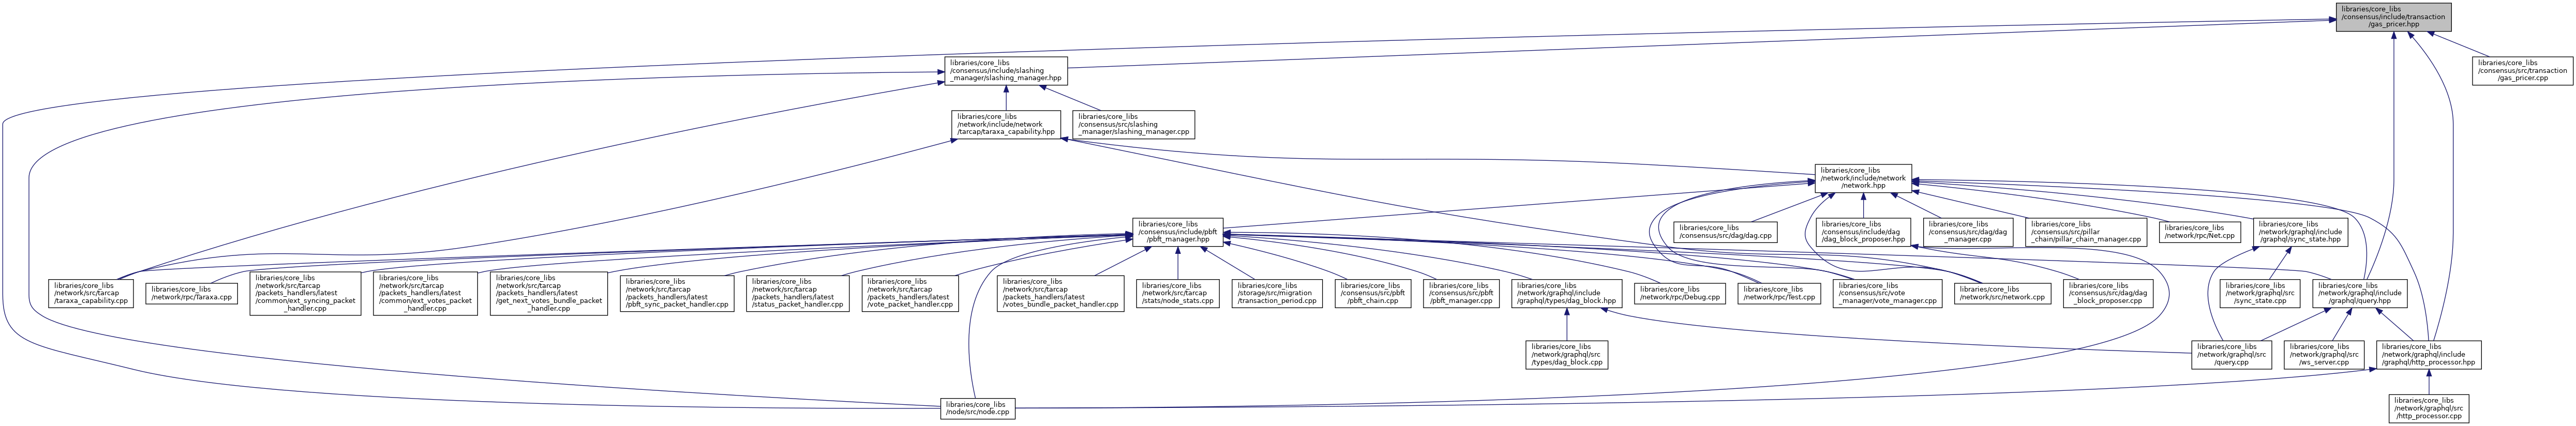 libraries/core_libs
/consensus/include/transaction
/gas_pricer.hpp
libraries/core_libs
/consensus/include/slashing
_manager/slashing_manager.hpp
libraries/core_libs
/consensus/src/transaction
/gas_pricer.cpp
libraries/core_libs
/network/include/network
/tarcap/taraxa_capability.hpp
libraries/core_libs
/consensus/src/slashing
_manager/slashing_manager.cpp
libraries/core_libs
/network/include/network
/network.hpp
libraries/core_libs
/consensus/include/pbft
/pbft_manager.hpp
libraries/core_libs
/consensus/src/dag/dag.cpp
libraries/core_libs
/consensus/include/dag
/dag_block_proposer.hpp
libraries/core_libs
/consensus/src/dag/dag
_manager.cpp
libraries/core_libs
/consensus/src/pillar
_chain/pillar_chain_manager.cpp
libraries/core_libs
/network/rpc/Net.cpp
libraries/core_libs
/network/graphql/include
/graphql/sync_state.hpp
libraries/core_libs
/network/src/tarcap
/taraxa_capability.cpp
libraries/core_libs
/network/rpc/Taraxa.cpp
libraries/core_libs
/network/src/tarcap
/packets_handlers/latest
/common/ext_syncing_packet
_handler.cpp
libraries/core_libs
/network/src/tarcap
/packets_handlers/latest
/common/ext_votes_packet
_handler.cpp
libraries/core_libs
/network/src/tarcap
/packets_handlers/latest
/get_next_votes_bundle_packet
_handler.cpp
libraries/core_libs
/network/src/tarcap
/packets_handlers/latest
/pbft_sync_packet_handler.cpp
libraries/core_libs
/network/src/tarcap
/packets_handlers/latest
/status_packet_handler.cpp
libraries/core_libs
/network/src/tarcap
/packets_handlers/latest
/vote_packet_handler.cpp
libraries/core_libs
/network/src/tarcap
/packets_handlers/latest
/votes_bundle_packet_handler.cpp
libraries/core_libs
/network/src/tarcap
/stats/node_stats.cpp
libraries/core_libs
/storage/src/migration
/transaction_period.cpp
libraries/core_libs
/consensus/src/pbft
/pbft_chain.cpp
libraries/core_libs
/consensus/src/pbft
/pbft_manager.cpp
libraries/core_libs
/network/graphql/include
/graphql/types/dag_block.hpp
libraries/core_libs
/network/rpc/Debug.cpp
libraries/core_libs
/network/rpc/Test.cpp
libraries/core_libs
/consensus/src/vote
_manager/vote_manager.cpp
libraries/core_libs
/network/src/network.cpp
libraries/core_libs
/consensus/src/dag/dag
_block_proposer.cpp
libraries/core_libs
/network/graphql/src
/sync_state.cpp
libraries/core_libs
/network/graphql/include
/graphql/query.hpp
libraries/core_libs
/network/graphql/src
/types/dag_block.cpp
libraries/core_libs
/network/graphql/src
/query.cpp
libraries/core_libs
/network/graphql/src
/ws_server.cpp
libraries/core_libs
/network/graphql/include
/graphql/http_processor.hpp
libraries/core_libs
/node/src/node.cpp
libraries/core_libs
/network/graphql/src
/http_processor.cpp